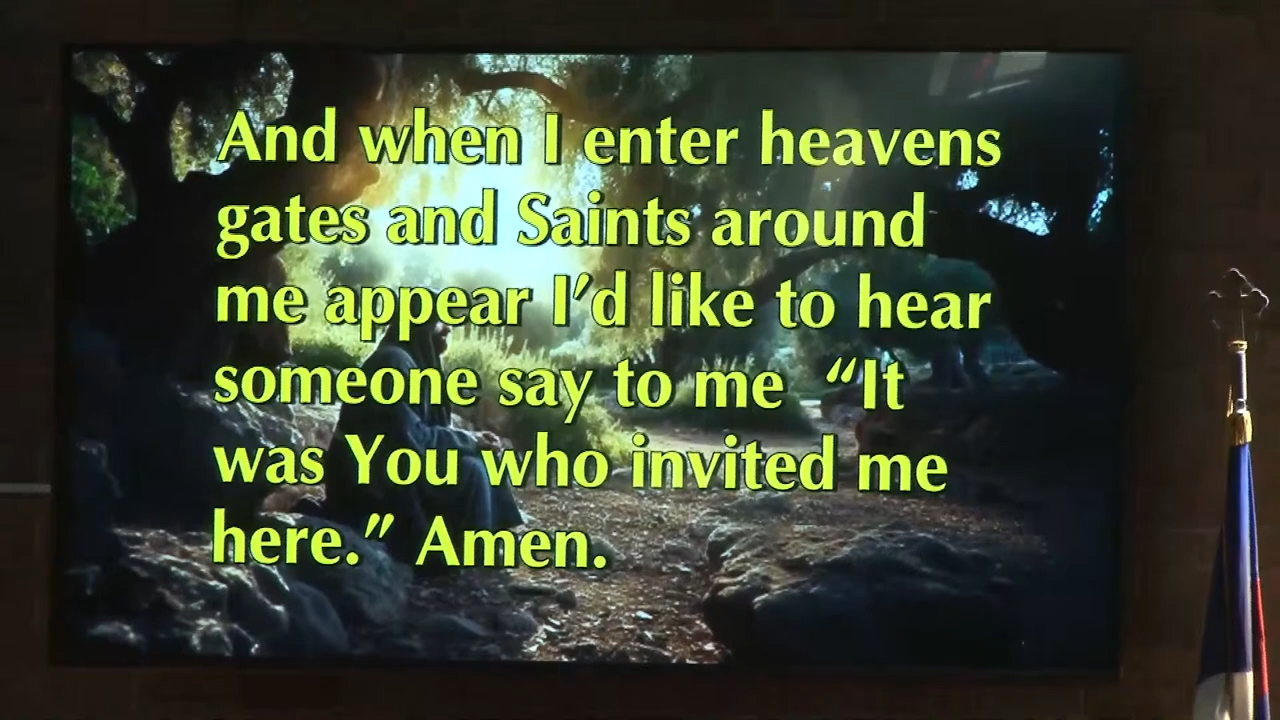 And when I enter heavens
gates and Saints around
me appear I’d like to hear
someone say to me “It
was You who invited me
here.” Amen.